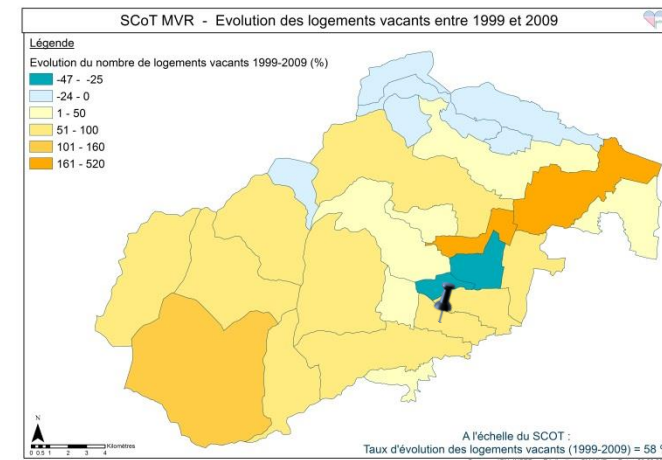 SCoT MVR - Evolution des logements vacants entre 1999 et 2009
Légende
Evolution du nombre de logements vacants 1999-2009 (%)
-47 - -25
-24 - 0
1 - 50
51 - 100
101 - 160
161 - 520
N
0 0.5 1 2 3 4 Kilomètres
A l'échelle du SCOT :
Taux d'évolution des logements vacants (1999-2009) = 58 %